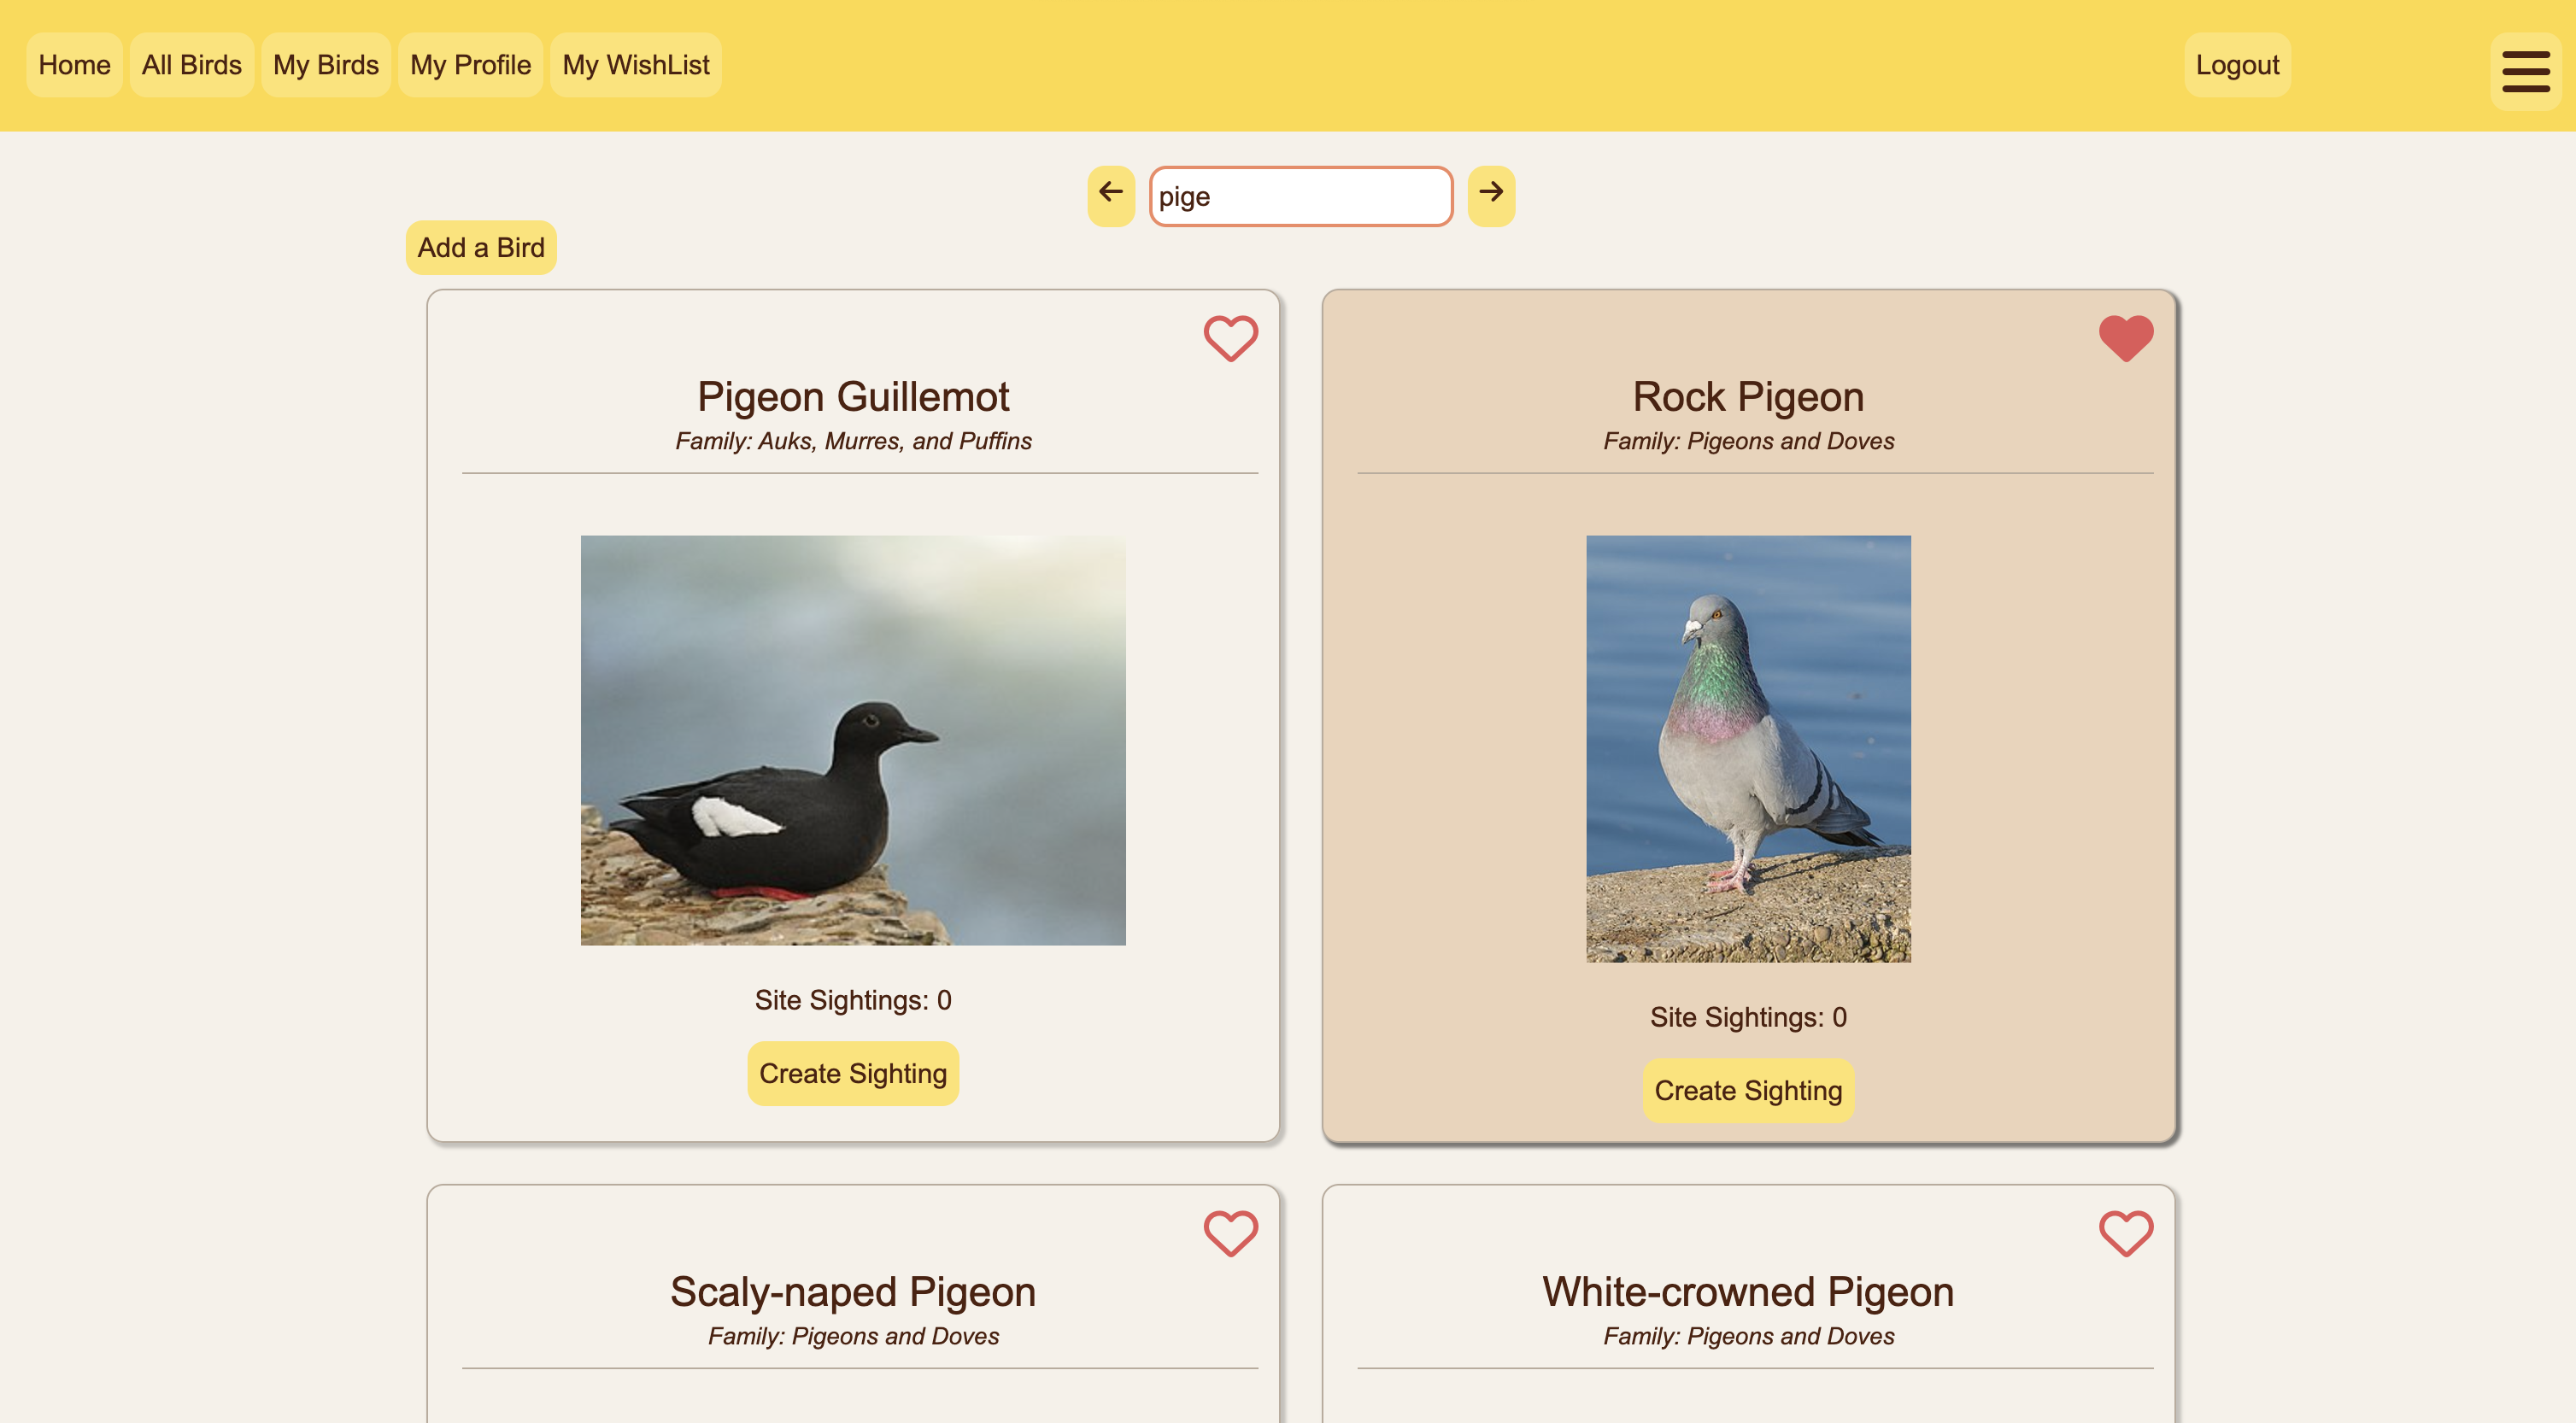 Home All Birds My Birds My Profile My WishList Logout
pige
Add a Bird
Pigeon Guillemot
Family: Auks, Murres, and Puffins
Site Sightings: 0
Create Sighting
Rock Pigeon
Family: Pigeons and Doves
Site Sightings: 0
Create Sighting
Scaly-naped Pigeon
Family: Pigeons and Doves
White-crowned Pigeon
Family: Pigeons and Doves